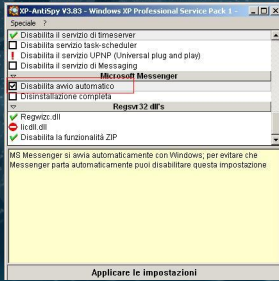 XP-AntiSpy V3.83 - Windows XP Professional Service Pack 1 -
Speciale ?
Disabilita il servizio di timeserver
Disabilita servizio task-scheduler
Disabilita il servizio UPNP (Universal plug and play)
Disabilita il servizio di Messaging
Microsoft Messenger
Disabilita avvio automatico
Disinstallazione completa
Regsvr32 dll's
Regwizc.dll
licdll.dll
Disabilita la funzionalità ZIP
MS Messenger si avvia automaticamente con Windows; per evitare che
Messenger parta automaticamente puoi disabilitare questa impostazione
Applicare le impostazioni